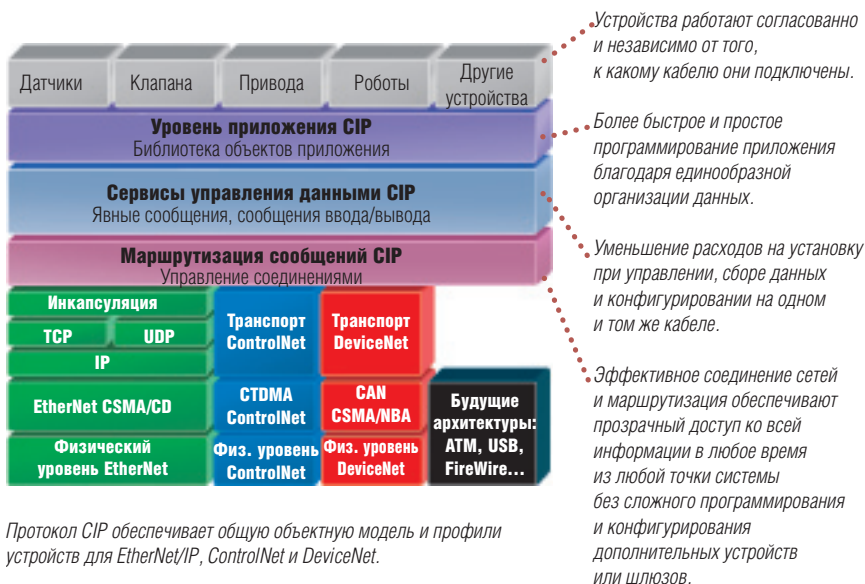 Датчики
Клапана
Привода
Роботы
Другие
устройства
Уровень приложения CIP
Библиотека объектов приложения
Сервисы управления данными CIP
Явные сообщения, сообщения ввода/вывода
Маршрутизация сообщений CIP
Управление соединениями
Инкапсуляция
TCP
UDP
IP
EtherNet CSMA/CD
Физический
уровень EtherNet
Транспорт
ControlNet
CTDMA
ControlNet
Физ. уровень
ControlNet
Транспорт
DeviceNet
CAN
CSMA/NBA
Физ. уровень
DeviceNet
Будущие
архитектуры:
ATM, USB,
FireWire...
Устройства работают согласованно
и независимо от того,
к какому кабелю они подключены.
Более быстрое и простое
программирование приложения
благодаря единообразной
организации данных.
Уменьшение расходов на установку
при управлении, сборе данных
и конфигурировании на одном
и том же кабеле.
Эффективное соединение сетей
и маршрутизация обеспечивают
прозрачный доступ ко всей
информации в любое время
из любой точки системы
без сложного программирования
и конфигурирования
дополнительных устройств
или шлюзов.
Протокол CIP обеспечивает общую объектную модель и профили
устройств для EtherNet/IP, ControlNet и DeviceNet.